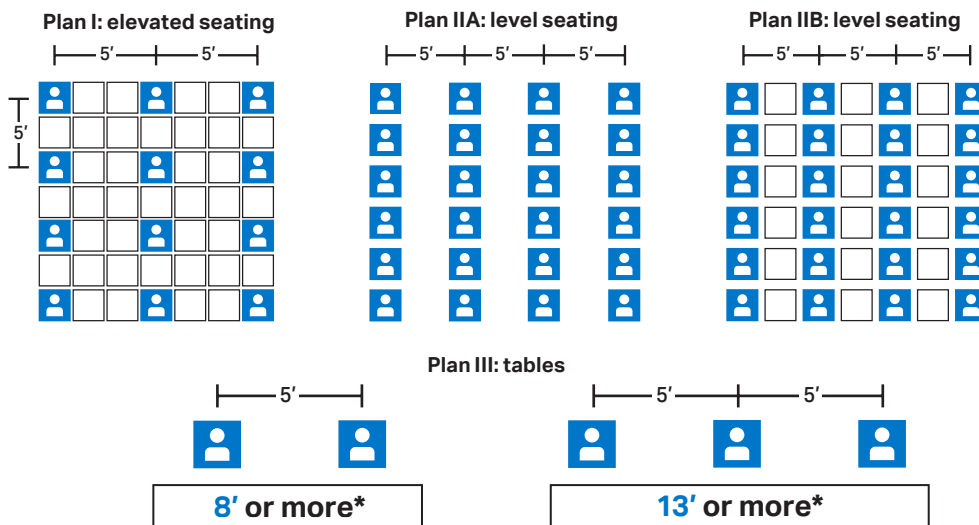 Plan I: elevated seating
5′ 5′
5′
Plan IIA: level seating
5′ 5′ 5′
Plan IIB: level seating
5′ 5′ 5′
Plan III: tables
5′
8′ or more*
5′ 5′
13′ or more*